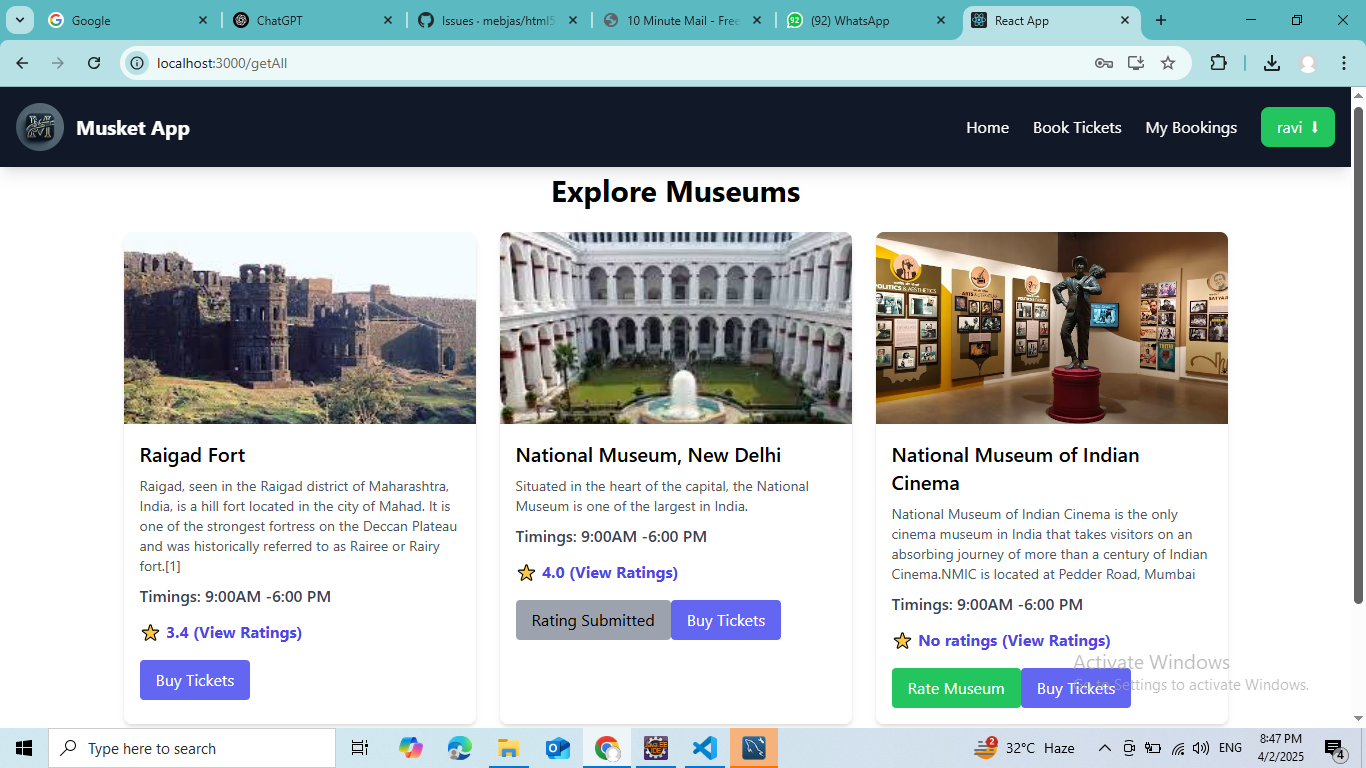 Google
ChatGPT
Issues · mebjas/html5
10 Minute Mail - Free
92
(92) WhatsApp
React App
localhost:3000/getAll
Musket App
Home
Book Tickets
My Bookings
ravi ⬇
Explore Museums
POLITICS & AESTHETICS
Raigad Fort
Raigad, seen in the Raigad district of Maharashtra,
India, is a hill fort located in the city of Mahad. It is
one of the strongest fortress on the Deccan Plateau
and was historically referred to as Rairee or Rairy
fort.[1]
Timings: 9:00AM -6:00 PM
⭐ 3.4 (View Ratings)
Buy Tickets
National Museum, New Delhi
Situated in the heart of the capital, the National
Museum is one of the largest in India.
Timings: 9:00AM -6:00 PM
⭐ 4.0 (View Ratings)
Rating Submitted
Buy Tickets
National Museum of Indian
Cinema
National Museum of Indian Cinema is the only
cinema museum in India that takes visitors on an
absorbing journey of more than a century of Indian
Cinema.NMIC is located at Pedder Road, Mumbai
Timings: 9:00AM -6:00 PM
⭐ No ratings (View Ratings)
Rate Museum
Buy Tickets
Activate Windows
Go to Settings to activate Windows.
Type here to search
2
32°C Haze
ENG
8:47 PM
4/2/2025
4